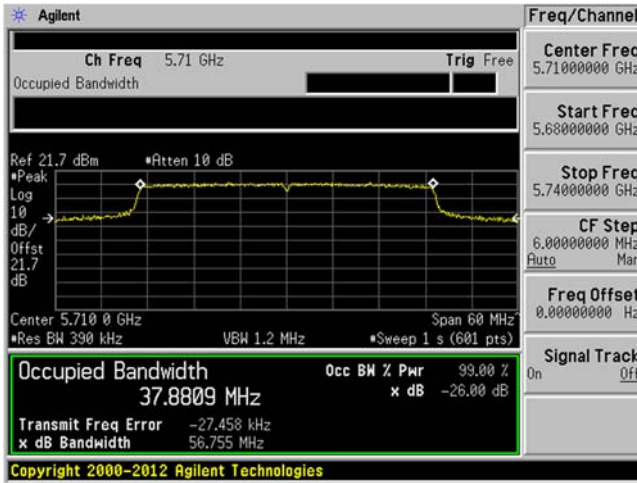 Agilent
Freq/Channel
Ch Freq 5.71 GHz Trig Free
Occupied Bandwidth
Center Freq
5.71000000 GHz
Start Freq
5.68000000 GHz
Stop Freq
5.74000000 GHz
CF Step
6.00000000 MHz
Auto Man
Freq Offset
0.00000000 Hz
Signal Track
On Off
Ref 21.7 dBm #Atten 10 dB
#Peak
Log
10
dB/
Offst
21.7
dB
Center 5.710 0 GHz Span 60 MHz
#Res BW 390 kHz VBW 1.2 MHz #Sweep 1 s (601 pts)
Occupied Bandwidth
37.8809 MHz
Occ BW % Pwr 99.00 %
x dB -26.00 dB
Transmit Freq Error -27.458 kHz
x dB Bandwidth 56.755 MHz
Copyright 2000-2012 Agilent Technologies